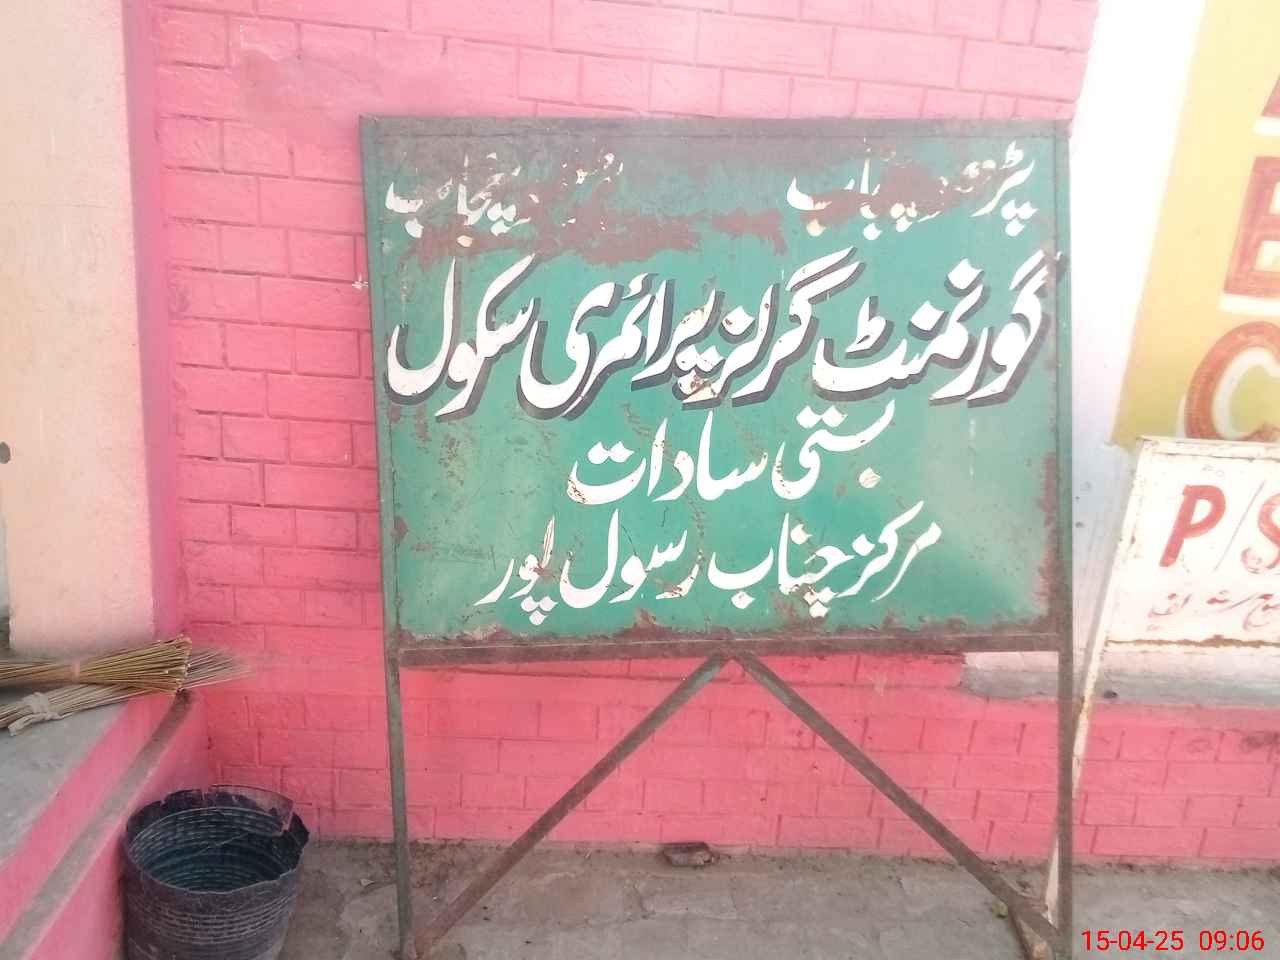 پنجاب
گورنمنٹ گرلز پرائمری سکول
بستی سادات
مرکز چناب رسول پور
E
C
P/S
15-04-25 09:06